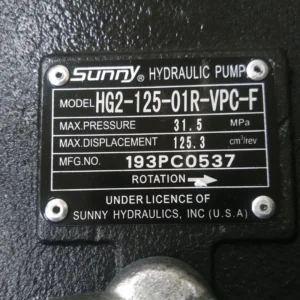 sunny® HYDRAULIC PUMP
MODEL HG2-125-01R-VPC-F
MAX.PRESSURE 31.5 MPa
MAX.DISPLACEMENT 125.3 cm³/rev
MFG.NO. 193PC0537
ROTATION →
UNDER LICENCE OF
SUNNY HYDRAULICS, INC (U.S.A)